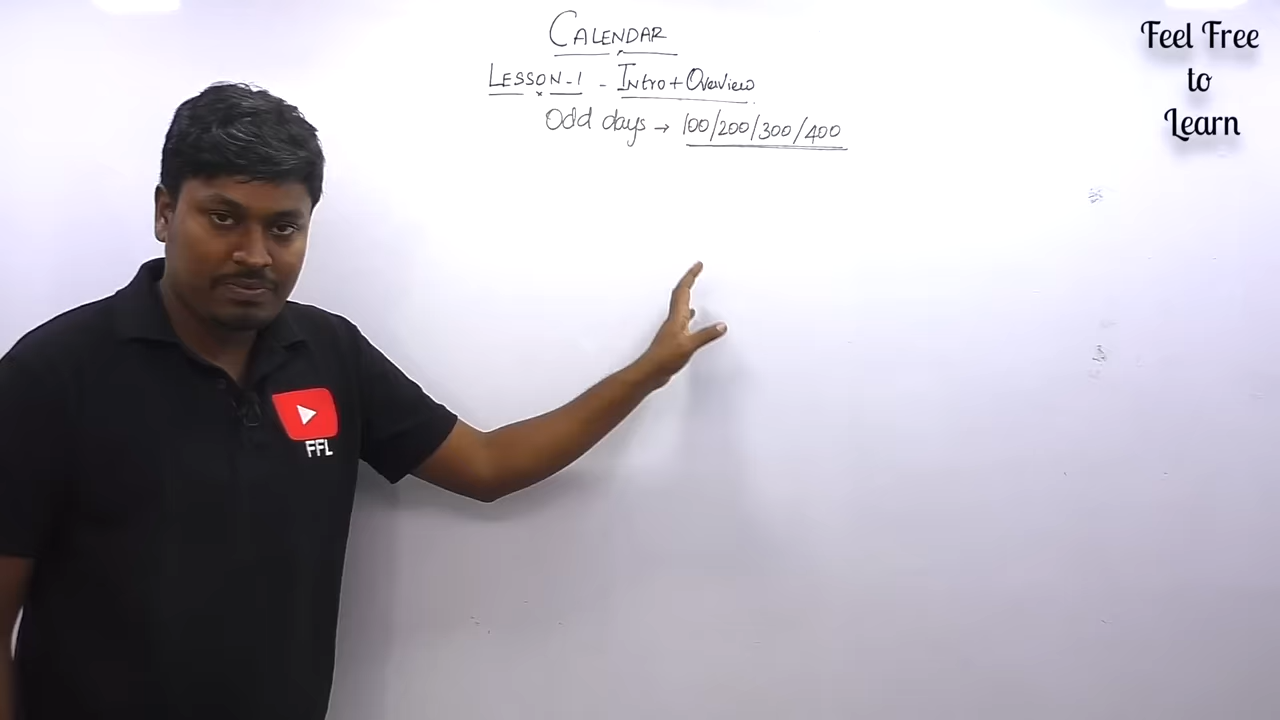 CALENDAR
LESSON-1 - Intro + Overview
Odd days → 100/200/300/400
Feel Free
to
Learn
FFL